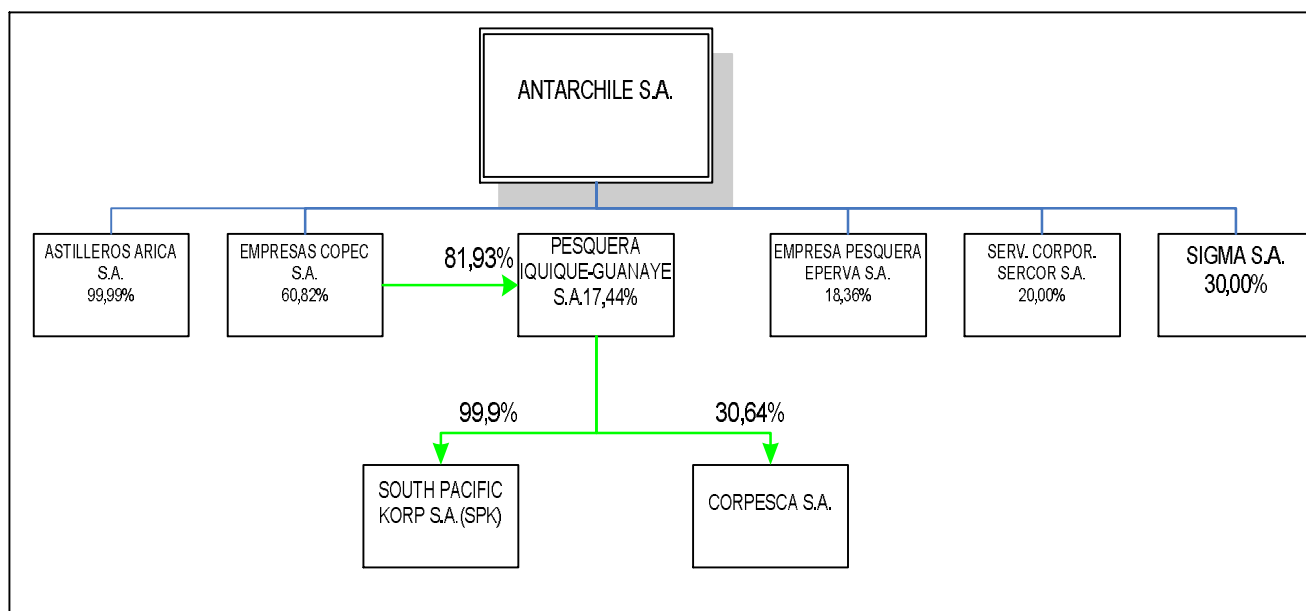 ANTARCHILE S.A.
ASTILLEROS ARICA
S.A.
99,99%
EMPRESAS COPEC
S.A.
60,82%
81,93%
PESQUERA
IQUIQUE-GUANAYE
S.A.17,44%
EMPRESA PESQUERA
EPERVA S.A.
18,36%
SERV. CORPOR.
SERCOR S.A.
20,00%
SIGMA S.A.
30,00%
99,9%
30,64%
SOUTH PACIFIC
KORP S.A.(SPK)
CORPESCA S.A.